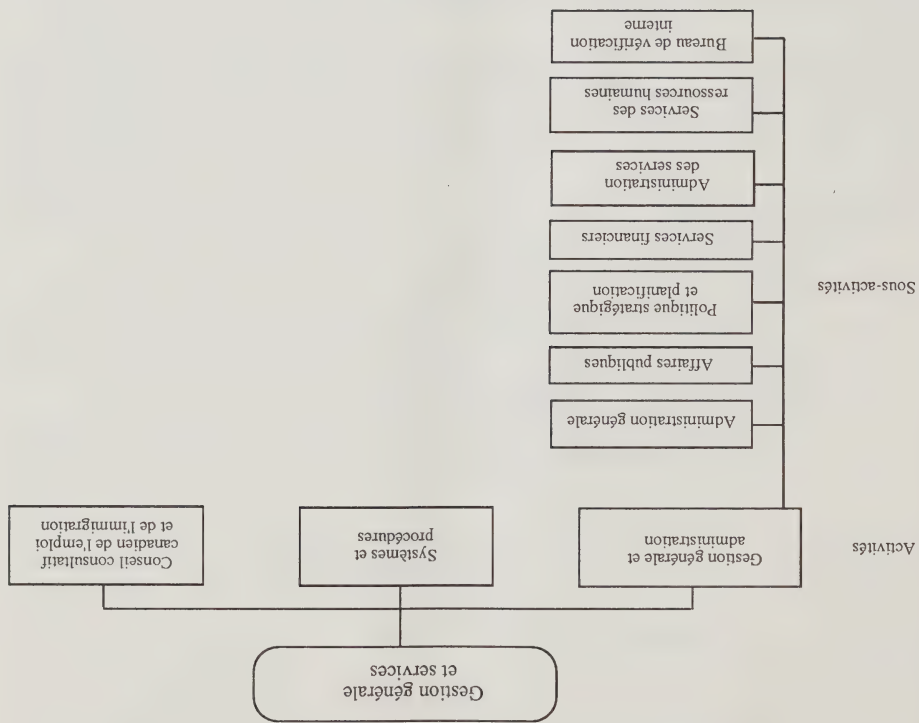 Gestion générale
et services
Activités
Gestion générale et
administration
Systèmes et
procédures
Conseil consultatif
canadien de l'emploi
et de l'immigration
Sous-activités
Administration générale
Affaires publiques
Politique stratégique
et planification
Services financiers
Administration
des services
Services des
ressources humaines
Bureau de vérification
interne